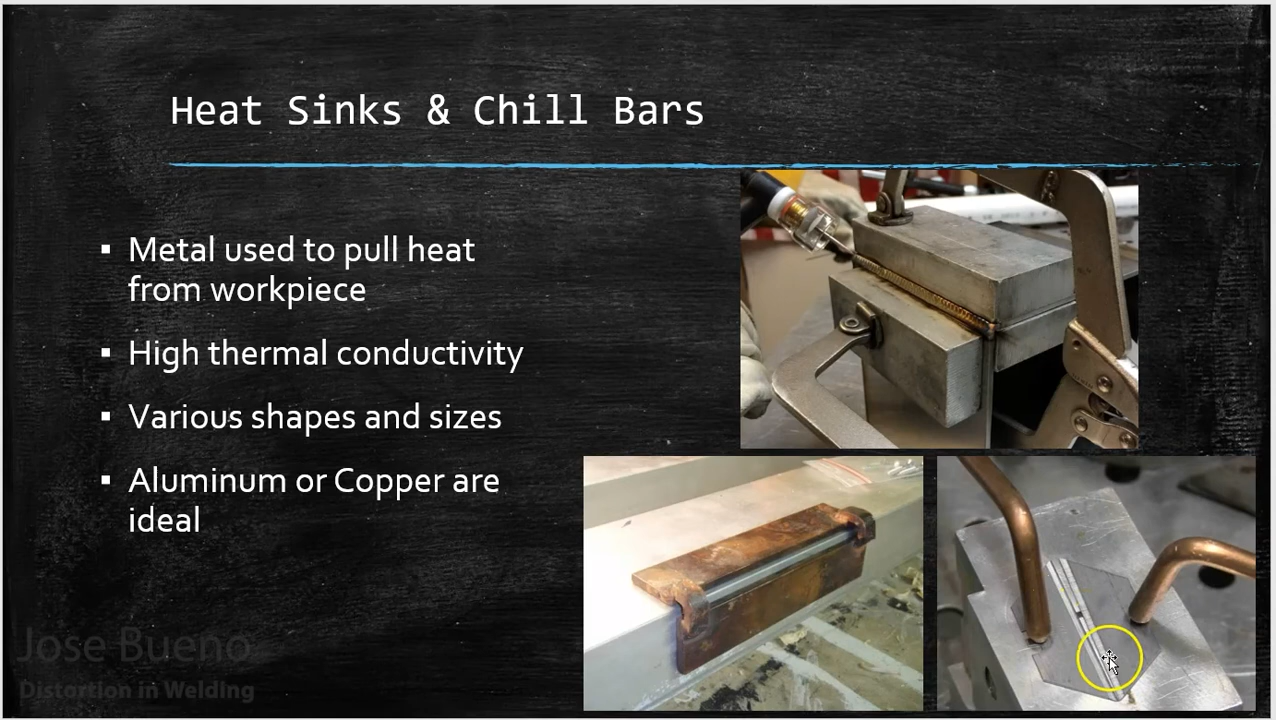 Heat Sinks & Chill Bars
▪ Metal used to pull heat
from workpiece
▪ High thermal conductivity
▪ Various shapes and sizes
▪ Aluminum or Copper are
ideal
Jose Bueno
Distortion in Welding